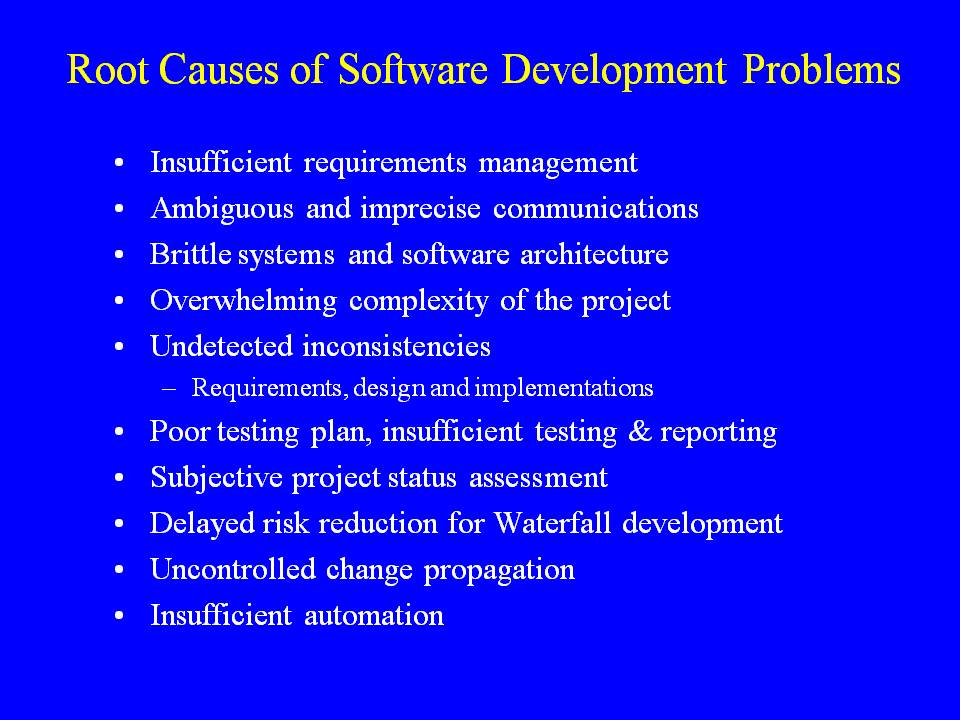 Root Causes of Software Development Problems
• Insufficient requirements management
• Ambiguous and imprecise communications
• Brittle systems and software architecture
• Overwhelming complexity of the project
• Undetected inconsistencies
– Requirements, design and implementations
• Poor testing plan, insufficient testing & reporting
• Subjective project status assessment
• Delayed risk reduction for Waterfall development
• Uncontrolled change propagation
• Insufficient automation